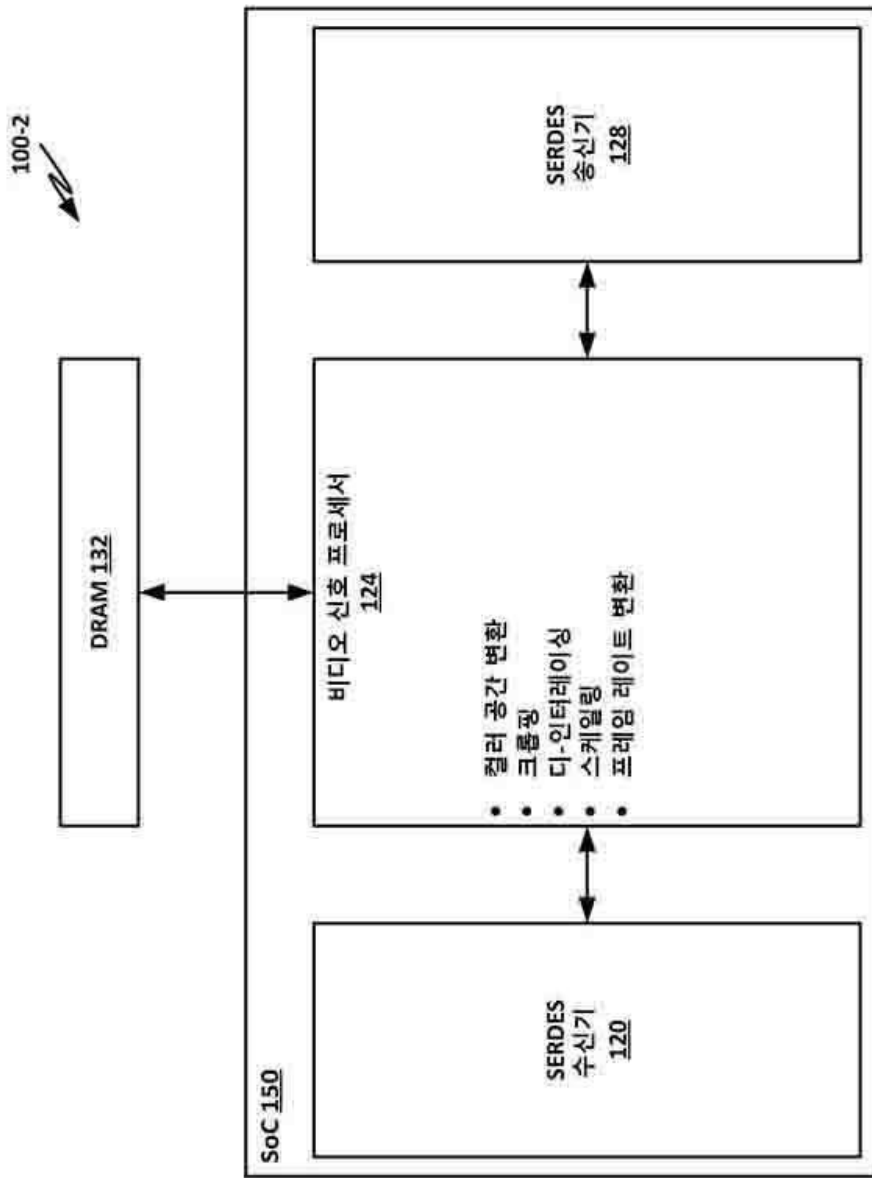 100-2
DRAM 132
SoC 150
SERDES
수신기
120
비디오 신호 프로세서
124
• 컬러 공간 변환
• 크롭핑
• 디-인터레이싱
• 스케일링
• 프레임 레이트 변환
SERDES
송신기
128